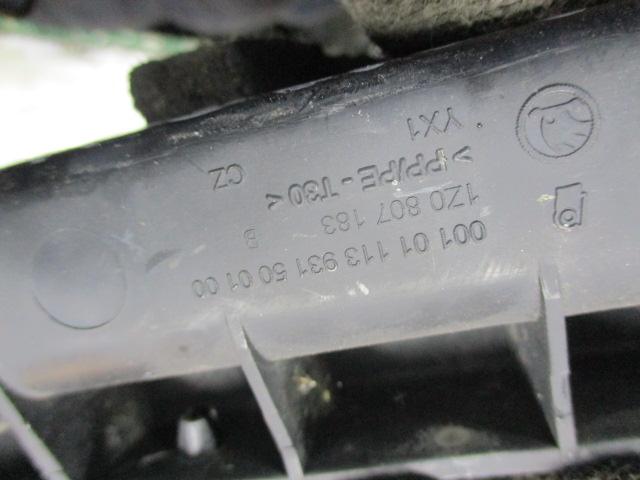 YX1
>PP/PE-T30<
CZ
1Z0 807 183 B
001 01 113 931 50 01 00